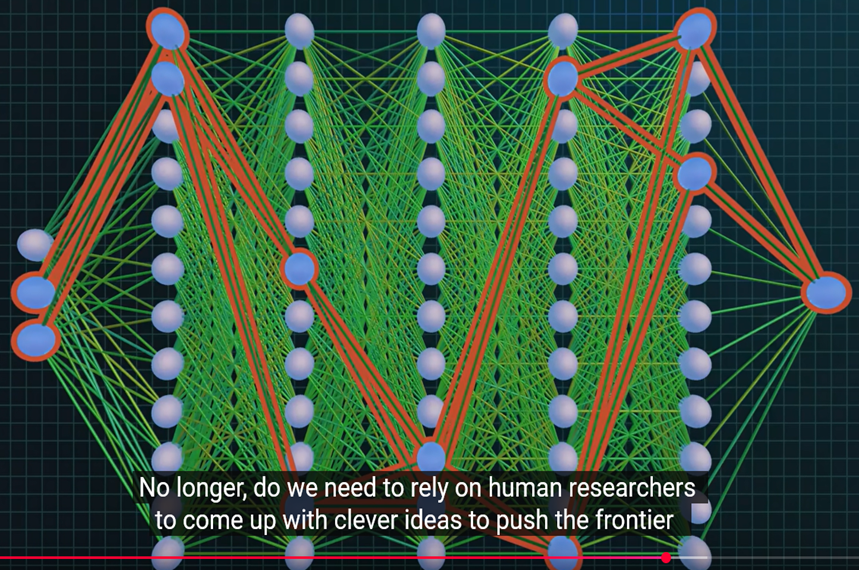 No longer, do we need to rely on human researchers
to come up with clever ideas to push the frontier